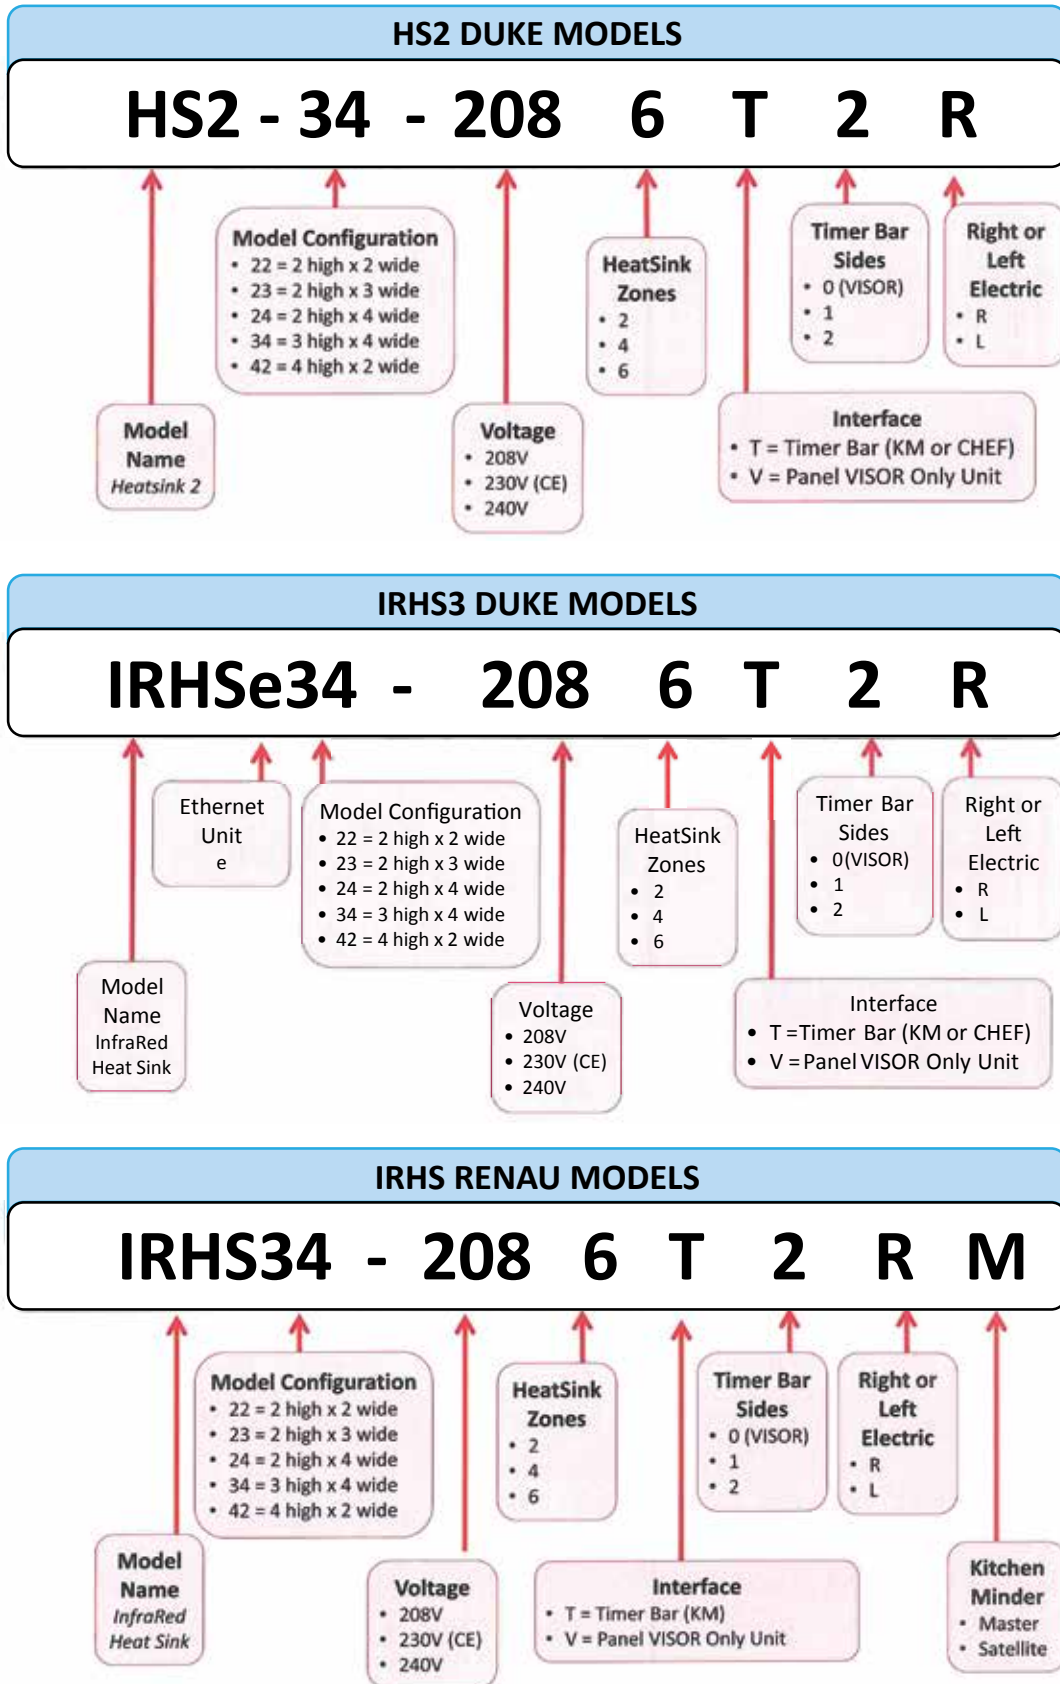 HS2 DUKE MODELS
HS2 - 34 - 208 6 T 2 R
Model Configuration
• 22 = 2 high x 2 wide
• 23 = 2 high x 3 wide
• 24 = 2 high x 4 wide
• 34 = 3 high x 4 wide
• 42 = 4 high x 2 wide
HeatSink
Zones
• 2
• 4
• 6
Timer Bar
Sides
• 0 (VISOR)
• 1
• 2
Right or
Left
Electric
• R
• L
Model
Name
Heatsink 2
Voltage
• 208V
• 230V (CE)
• 240V
Interface
• T = Timer Bar (KM or CHEF)
• V = Panel VISOR Only Unit
IRHS3 DUKE MODELS
IRHSe34 - 208 6 T 2 R
Ethernet
Unit
e
Model Configuration
• 22 = 2 high x 2 wide
• 23 = 2 high x 3 wide
• 24 = 2 high x 4 wide
• 34 = 3 high x 4 wide
• 42 = 4 high x 2 wide
HeatSink
Zones
• 2
• 4
• 6
Timer Bar
Sides
• 0 (VISOR)
• 1
• 2
Right or
Left
Electric
• R
• L
Model
Name
InfraRed
Heat Sink
Voltage
• 208V
• 230V (CE)
• 240V
Interface
• T =Timer Bar (KM or CHEF)
• V =Panel VISOR Only Unit
IRHS RENAU MODELS
IRHS34 - 208 6 T 2 R M
Model Configuration
• 22 = 2 high x 2 wide
• 23 = 2 high x 3 wide
• 24 = 2 high x 4 wide
• 34 = 3 high x 4 wide
• 42 = 4 high x 2 wide
HeatSink
Zones
• 2
• 4
• 6
Timer Bar
Sides
• 0 (VISOR)
• 1
• 2
Right or
Left
Electric
• R
• L
Model
Name
InfraRed
Heat Sink
Voltage
• 208V
• 230V (CE)
• 240V
Interface
• T = Timer Bar (KM)
• V = Panel VISOR Only Unit
Kitchen
Minder
• Master
• Satellite